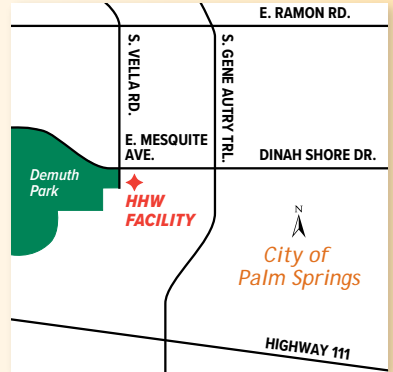 E. RAMON RD.
S. VELLA RD.
S. GENE AUTRY TRL.
E. MESQUITE
AVE.
DINAH SHORE DR.
Demuth
Park
HHW
FACILITY
N
City of
Palm Springs
HIGHWAY 111